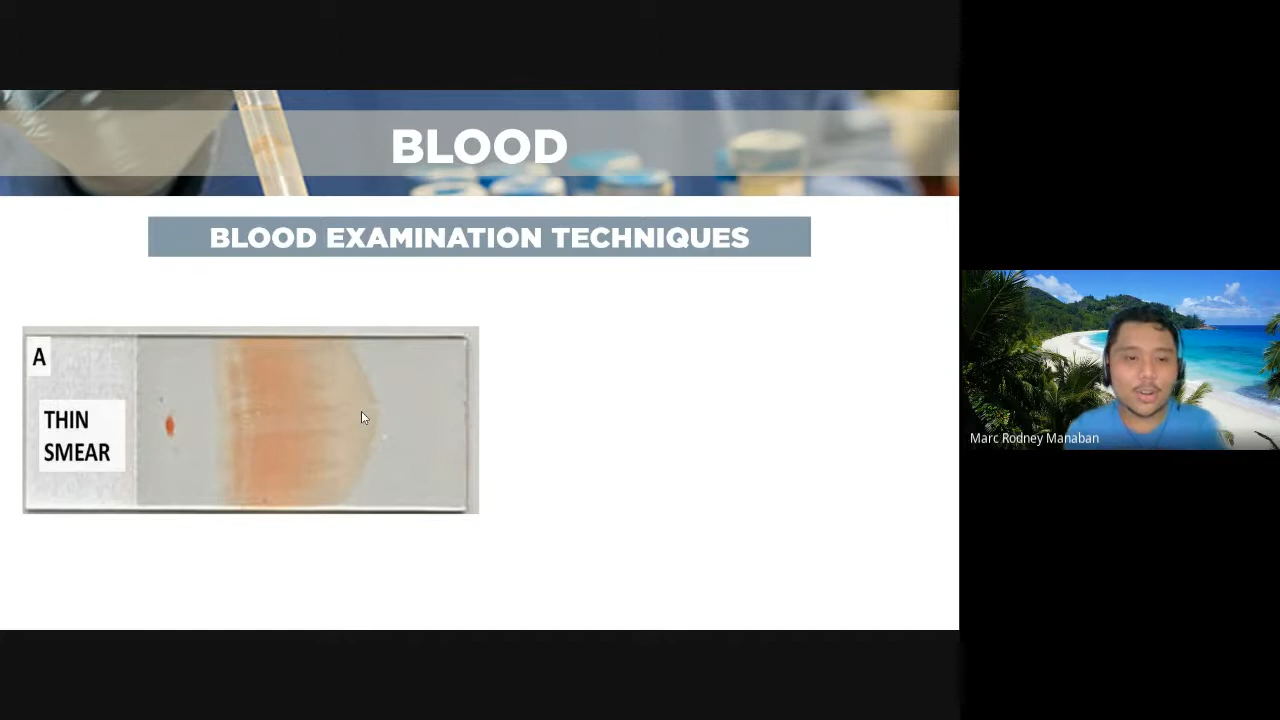 BLOOD
BLOOD EXAMINATION TECHNIQUES
A
THIN
SMEAR
Marc Rodney Manaban